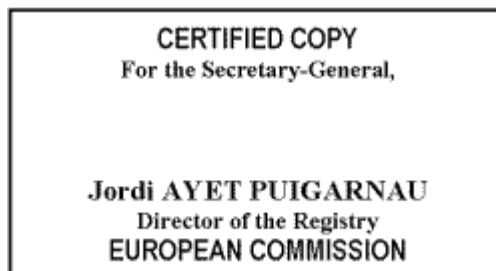 CERTIFIED COPY
For the Secretary-General,
Jordi AYET PUIGARNAU
Director of the Registry
EUROPEAN COMMISSION